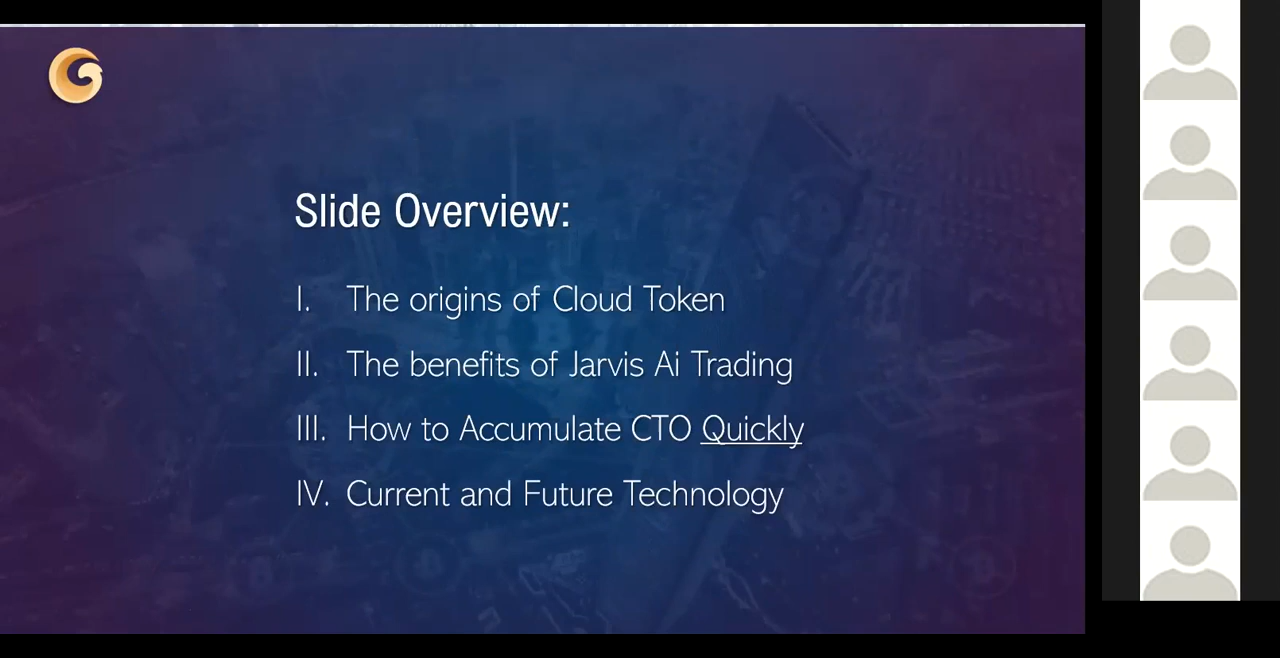 Slide Overview:
I. The origins of Cloud Token
II. The benefits of Jarvis Ai Trading
III. How to Accumulate CTO Quickly
IV. Current and Future Technology